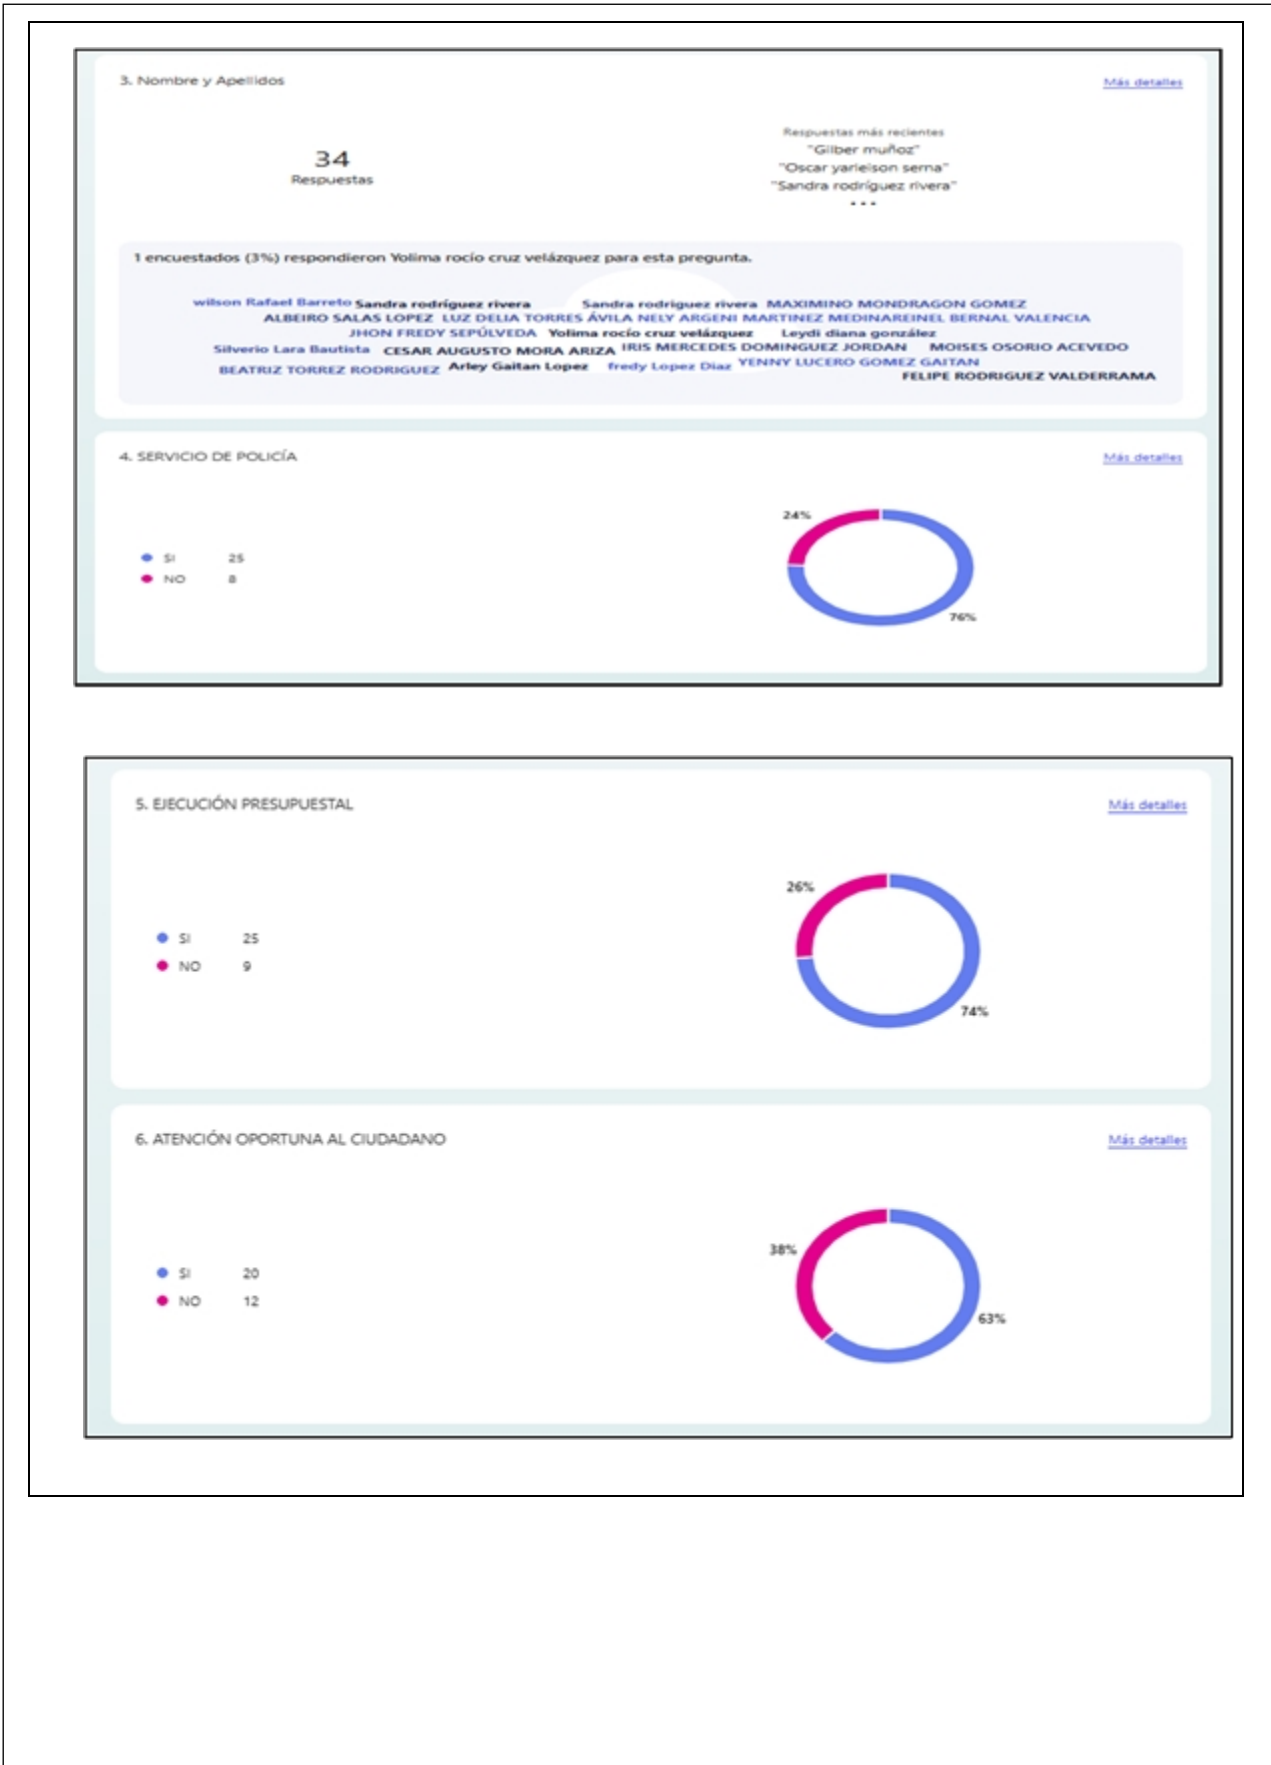 3. Nombre y Apellidos
Más detalles
34
Respuestas
Respuestas más recientes
"Gilber muñoz"
"Oscar yarielson serna"
"Sandra rodríguez rivera"
...
1 encuestados (3%) respondieron Yolima rocío cruz velázquez para esta pregunta.
wilson Rafael Barreto Sandra rodríguez rivera Sandra rodriguez rivera MAXIMINO MONDRAGON GOMEZ
ALBEIRO SALAS LOPEZ LUZ DELIA TORRES ÁVILA NELY ARGENI MARTINEZ MEDINAREINEL BERNAL VALENCIA
JHON FREDY SEPÚLVEDA Yolima rocío cruz velázquez Leydi diana gonzález
Silverio Lara Bautista CESAR AUGUSTO MORA ARIZA IRIS MERCEDES DOMINGUEZ JORDAN MOISES OSORIO ACEVEDO
BEATRIZ TORREZ RODRIGUEZ Arley Gaitan Lopez fredy Lopez Diaz YENNY LUCERO GOMEZ GAITAN
FELIPE RODRIGUEZ VALDERRAMA
4. SERVICIO DE POLICÍA
Más detalles
24%
SI 25
NO 8
76%
5. EJECUCIÓN PRESUPUESTAL
Más detalles
26%
SI 25
NO 9
74%
6. ATENCIÓN OPORTUNA AL CIUDADANO
Más detalles
38%
SI 20
NO 12
63%